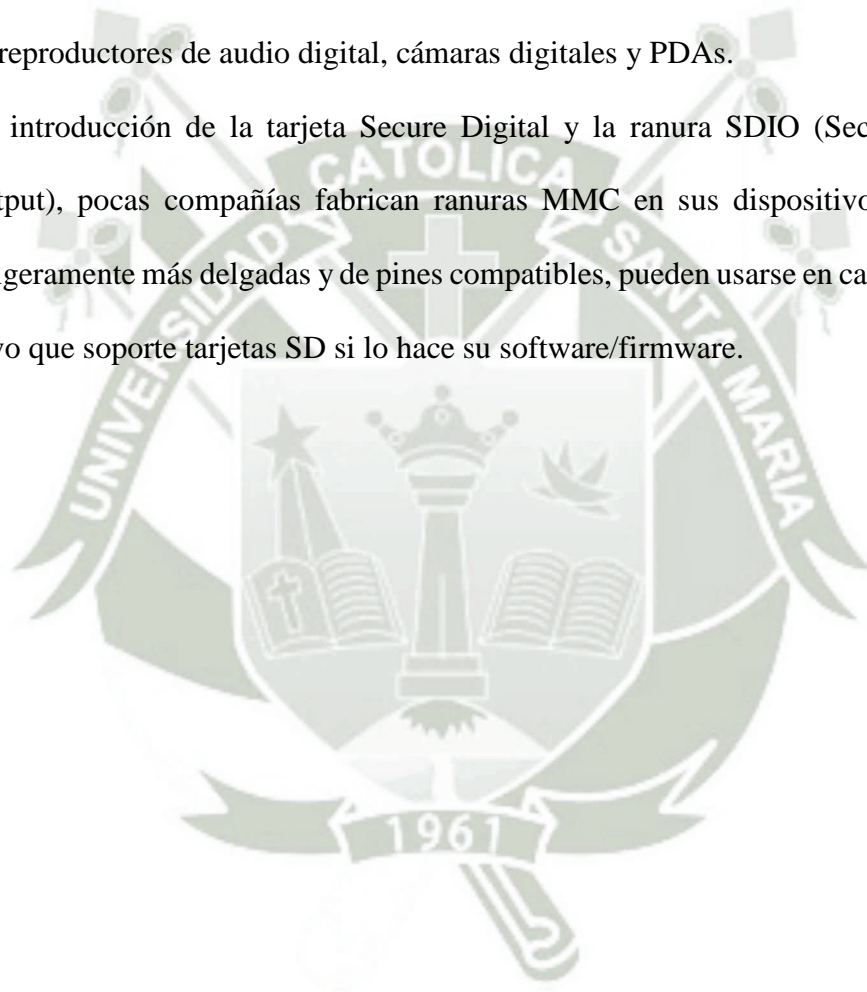 reproductores de audio digital, cámaras digitales y PDAs.
introducción de la tarjeta Secure Digital y la ranura SDIO (Sec
tput), pocas compañías fabrican ranuras MMC en sus dispositivo
igeramente más delgadas y de pines compatibles, pueden usarse en ca
vo que soporte tarjetas SD si lo hace su software/firmware.
UNIVERSIDAD CATOLICA SANTA MARIA
1961